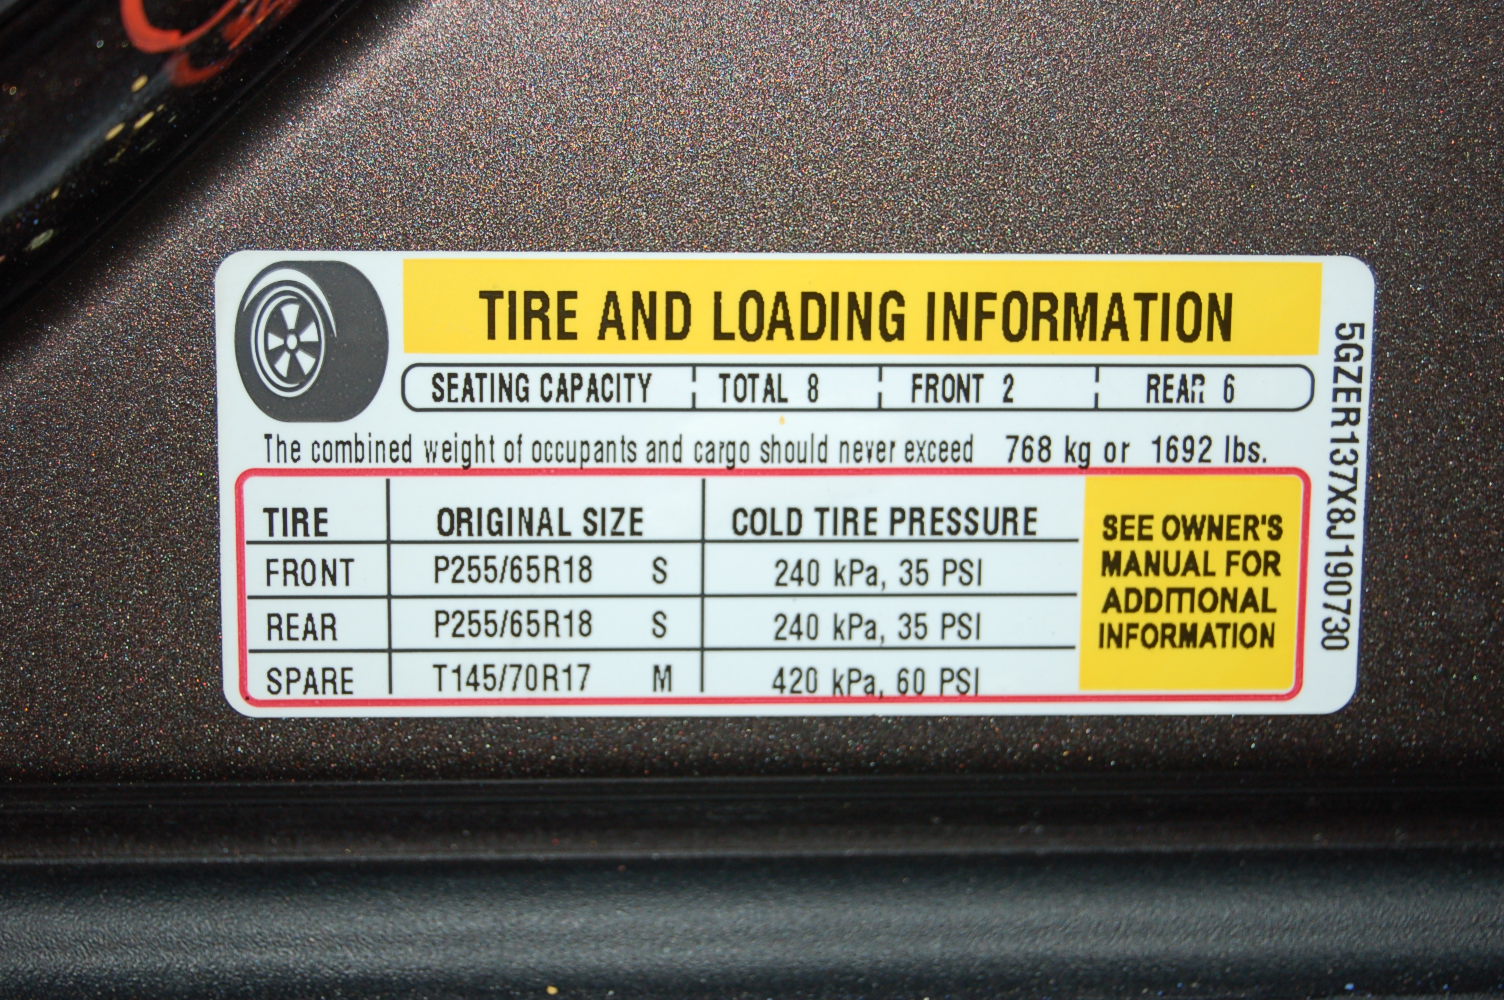 TIRE AND LOADING INFORMATION
SEATING CAPACITY TOTAL 8 FRONT 2 REAR 6
The combined weight of occupants and cargo should never exceed 768 kg or 1692 lbs.
TIRE ORIGINAL SIZE COLD TIRE PRESSURE
FRONT P255/65R18 S 240 kPa, 35 PSI
REAR P255/65R18 S 240 kPa, 35 PSI
SPARE T145/70R17 M 420 kPa, 60 PSI
SEE OWNER'S
MANUAL FOR
ADDITIONAL
INFORMATION
5GZER137X8J190730